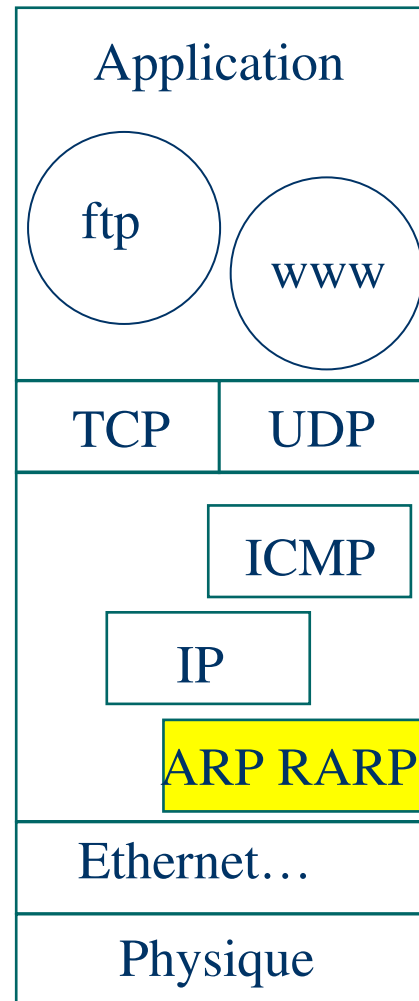 Application
ftp
www
TCP UDP
ICMP
IP
ARP RARP
Ethernet…
Physique